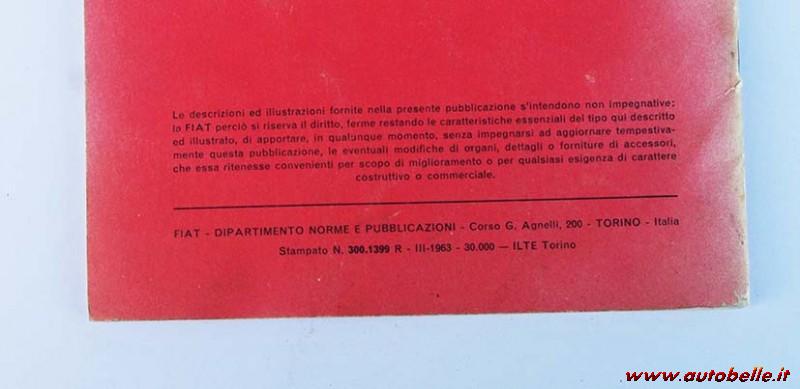 Le descrizioni ed illustrazioni fornite nella presente pubblicazione s'intendono non impegnative:
la FIAT perciò si riserva il diritto, ferme restando le caratteristiche essenziali del tipo qui descritto
ed illustrato, di apportare, in qualunque momento, senza impegnarsi ad aggiornare tempestiva-
mente questa pubblicazione, le eventuali modifiche di organi, dettagli o forniture di accessori,
che essa ritenesse convenienti per scopo di miglioramento o per qualsiasi esigenza di carattere
costruttivo o commerciale.
FIAT - DIPARTIMENTO NORME E PUBBLICAZIONI - Corso G. Agnelli, 200 - TORINO - Italia
Stampato N. 300.1399 R - III-1963 - 30.000 — ILTE Torino
www.autobelle.it